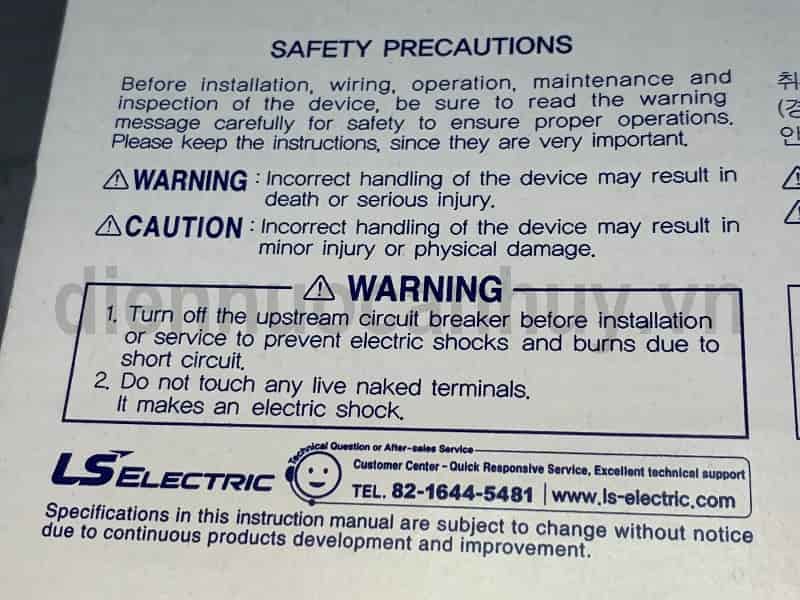 SAFETY PRECAUTIONS
Before installation, wiring, operation, maintenance and
inspection of the device, be sure to read the warning
message carefully for safety to ensure proper operations.
Please keep the instructions, since they are very important.
⚠ WARNING : Incorrect handling of the device may result in
death or serious injury.
⚠ CAUTION : Incorrect handling of the device may result in
minor injury or physical damage.
⚠ WARNING
1. Turn off the upstream circuit breaker before installation
or service to prevent electric shocks and burns due to
short circuit.
2. Do not touch any live naked terminals.
It makes an electric shock.
LS ELECTRIC
Technical Question or After-sales Service
Customer Center - Quick Responsive Service, Excellent technical support
TEL. 82-1644-5481 | www.ls-electric.com
Specifications in this instruction manual are subject to change without notice
due to continuous products development and improvement.
취
(경